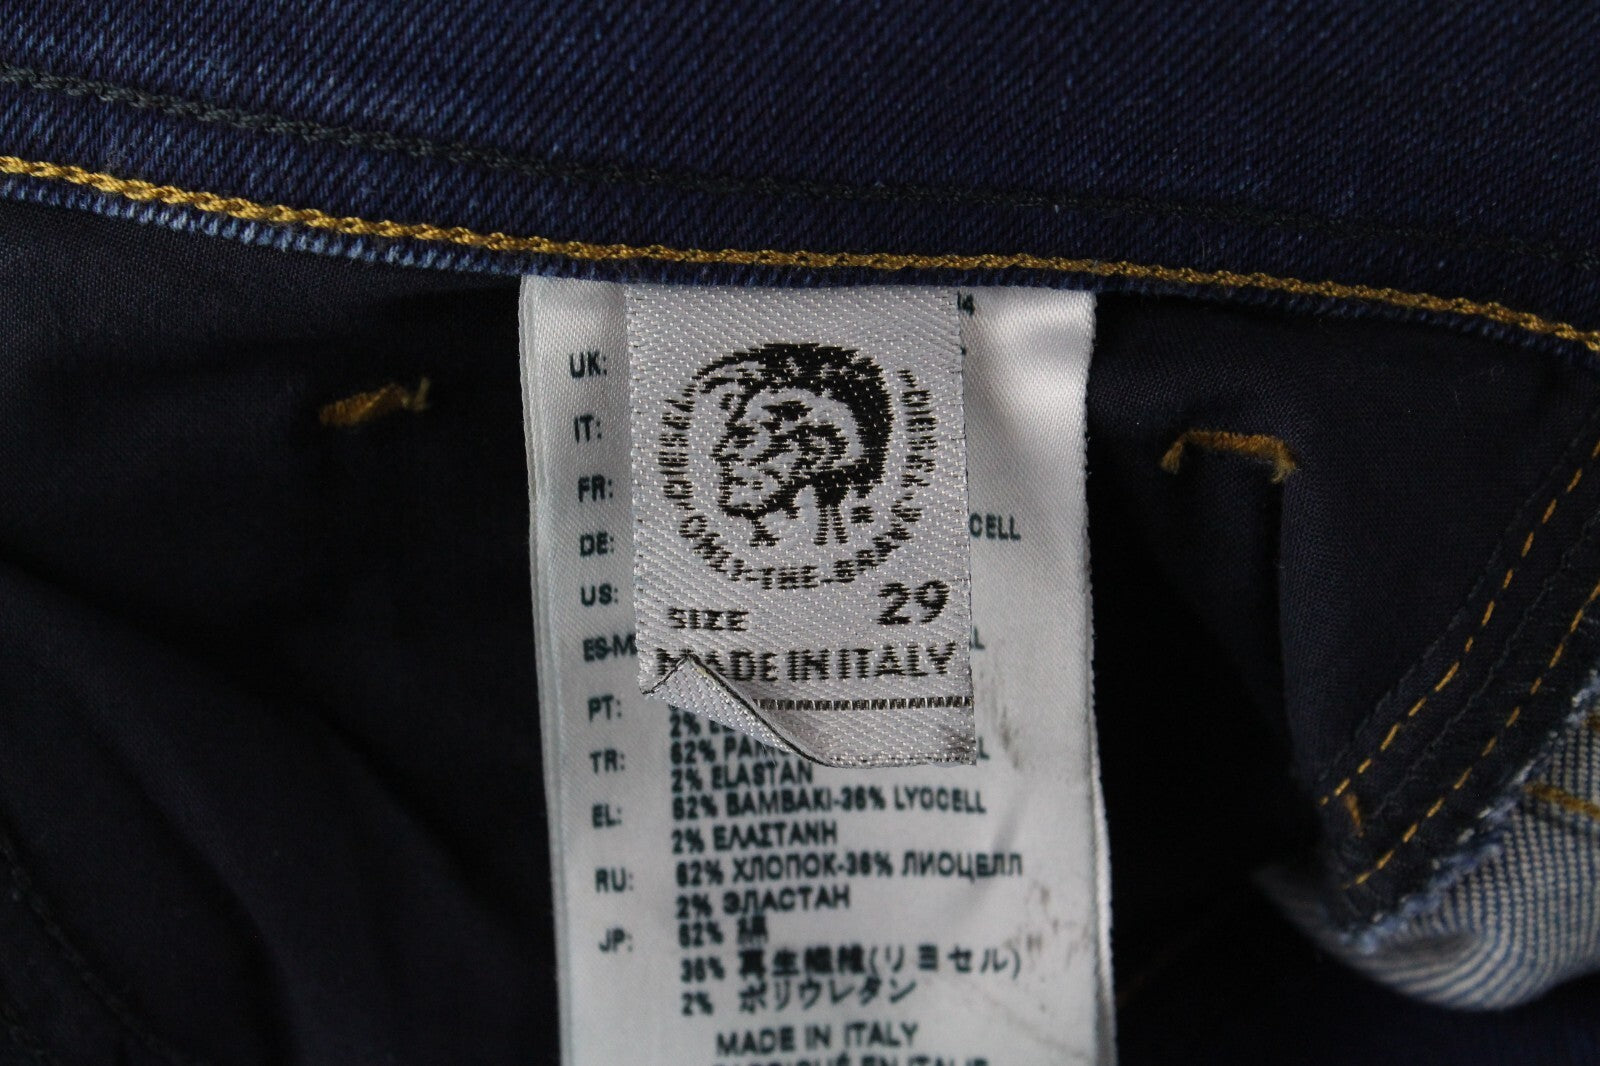 DIESEL
DIESEL
ONLY-THE-BRAVE
SIZE 29
MADE IN ITALY
UK:
IT:
FR:
DE:
CELL
US:
ES-M
PT:
2%
TR: 62% PAM
2% ELASTAN
EL: 62% BAMBAKI-36% LYOCELL
2% ΕΛΑΣΤΑΝΗ
RU: 62% ХЛОПОК-36% ЛИОЦЕЛЛ
2% ЭЛАСТАН
JP: 62% 綿
36% 再生繊維(リヨセル)
2% ポリウレタン
MADE IN ITALY